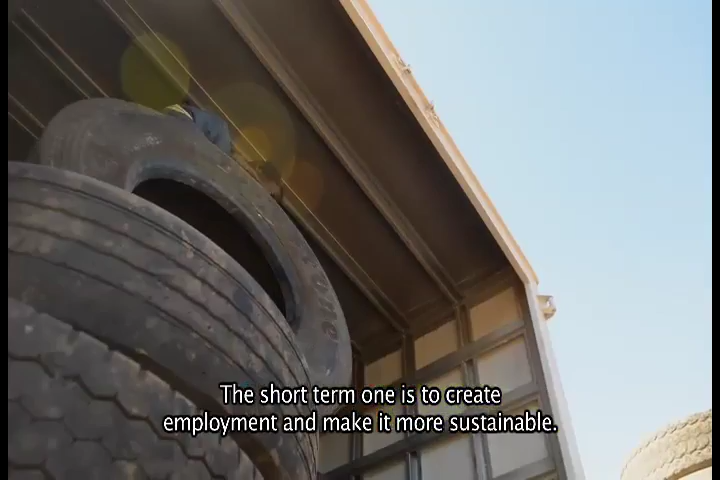 The short term one is to create
employment and make it more sustainable.